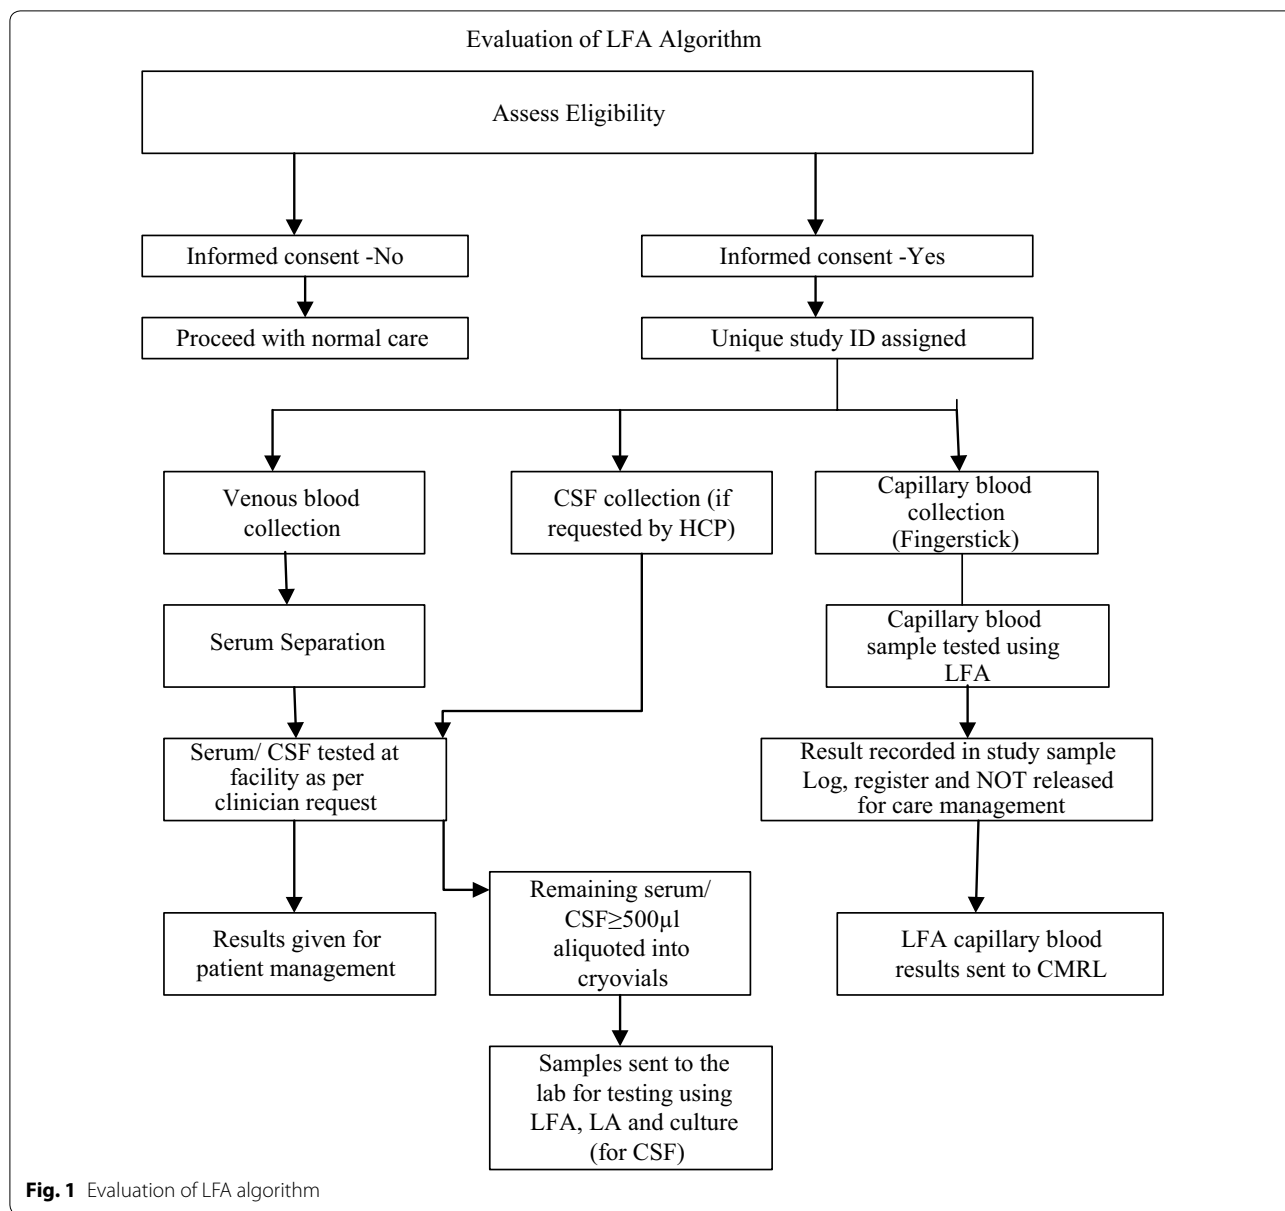 Evaluation of LFA Algorithm
Assess Eligibility
Informed consent -No
Informed consent -Yes
Proceed with normal care
Unique study ID assigned
Venous blood
collection
CSF collection (if
requested by HCP)
Capillary blood
collection
(Fingerstick)
Serum Separation
Capillary blood
sample tested using
LFA
Serum/ CSF tested at
facility as per
clinician request
Result recorded in study sample
Log, register and NOT released
for care management
Remaining serum/
CSF≥500µl
aliquoted into
cryovials
Results given for
patient management
LFA capillary blood
results sent to CMRL
Samples sent to the
lab for testing using
LFA, LA and culture
(for CSF)
Fig. 1 Evaluation of LFA algorithm